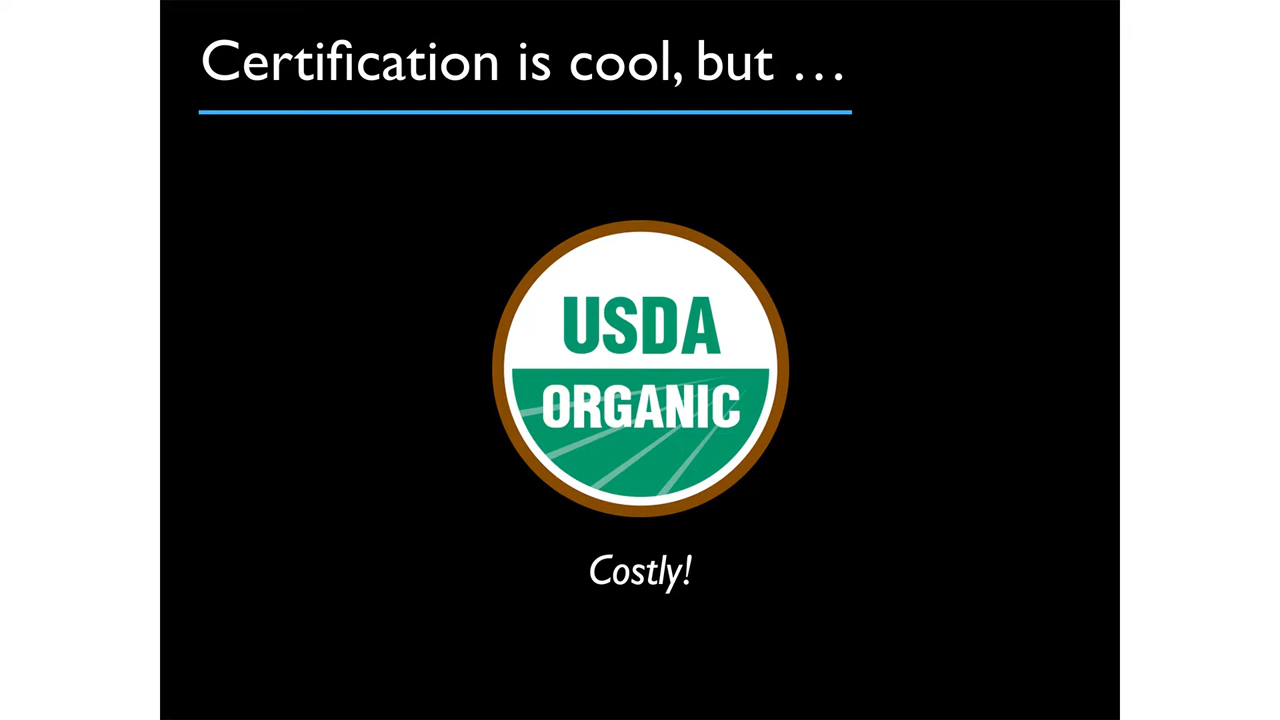 Certification is cool, but …
USDA
ORGANIC
Costly!